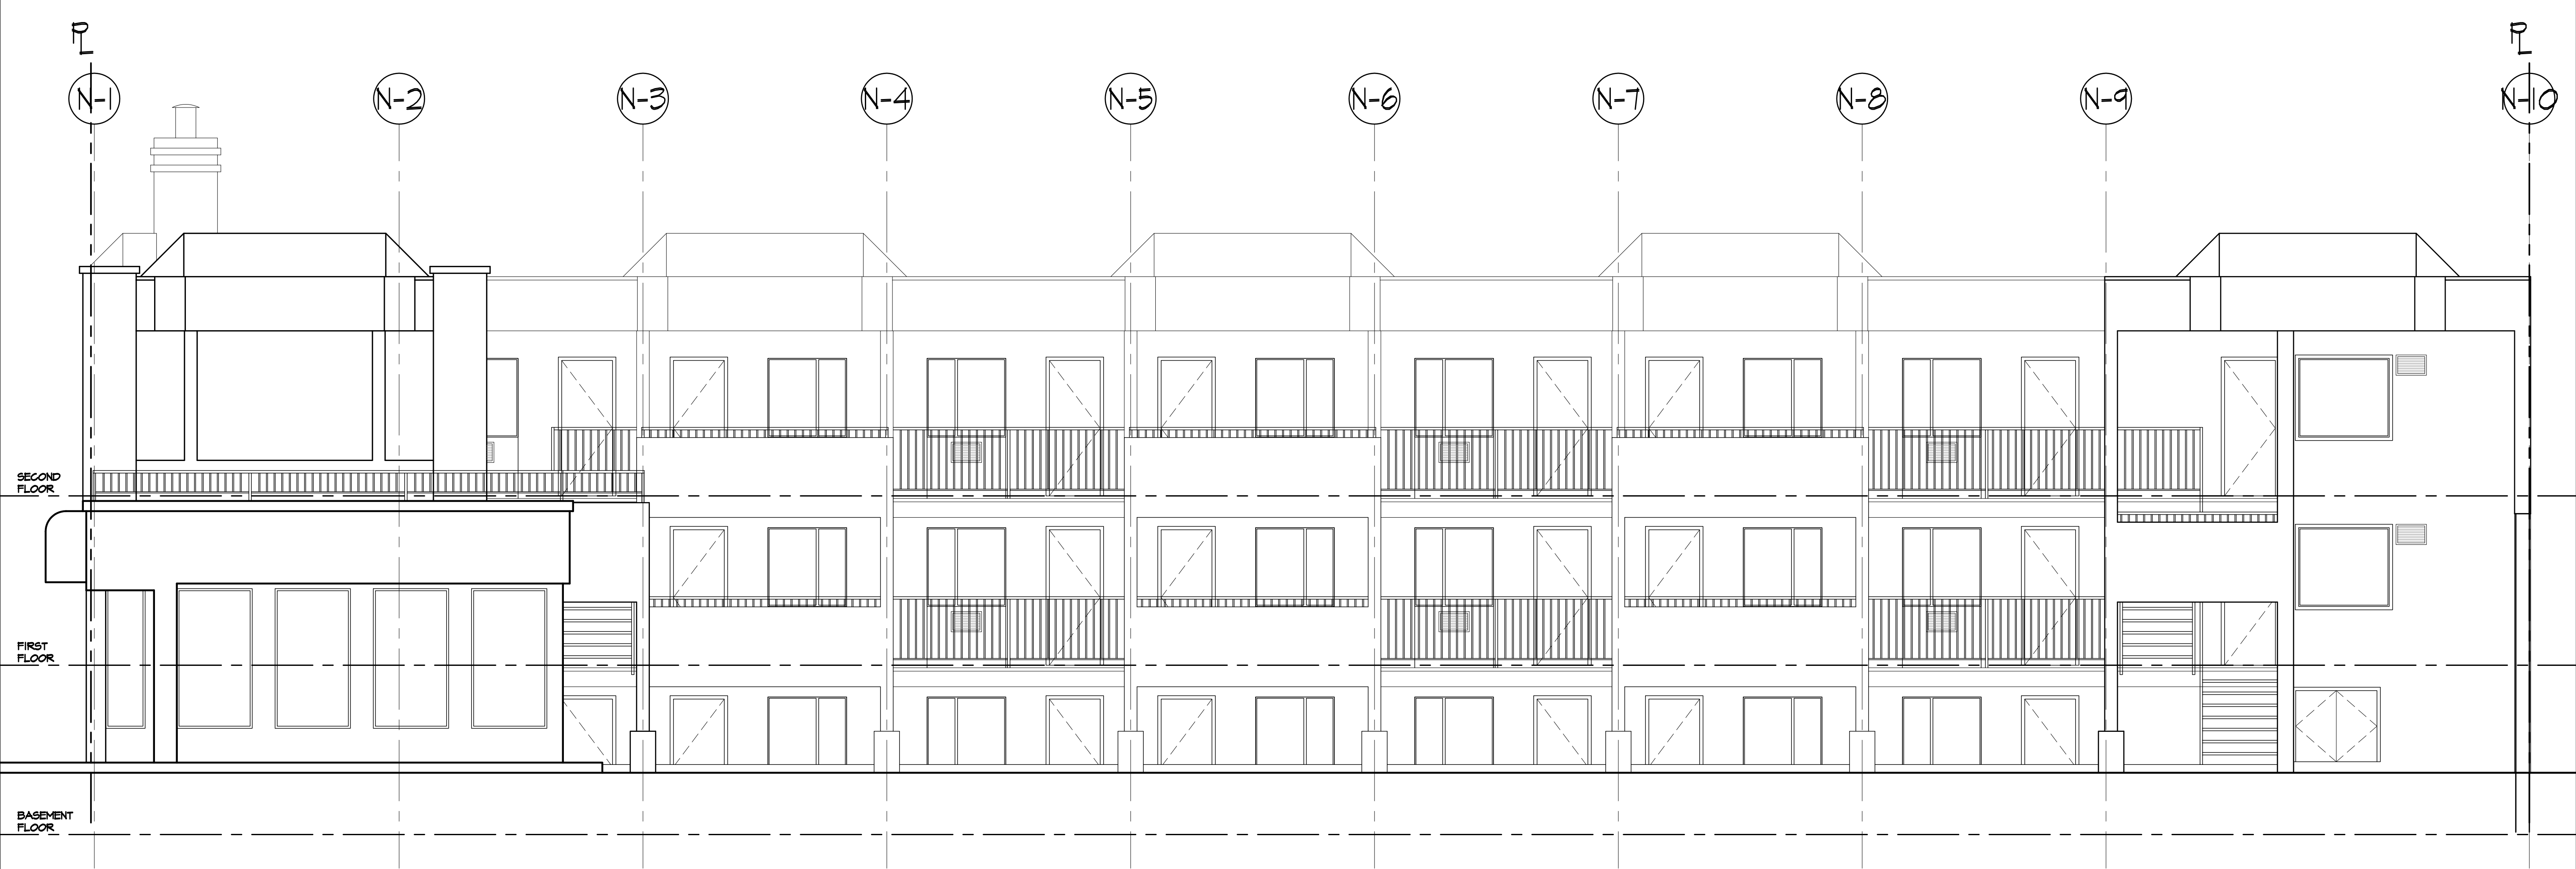 PL
PL
N-1
N-2
N-3
N-4
N-5
N-6
N-7
N-8
N-9
N-10
SECOND
FLOOR
FIRST
FLOOR
BASEMENT
FLOOR